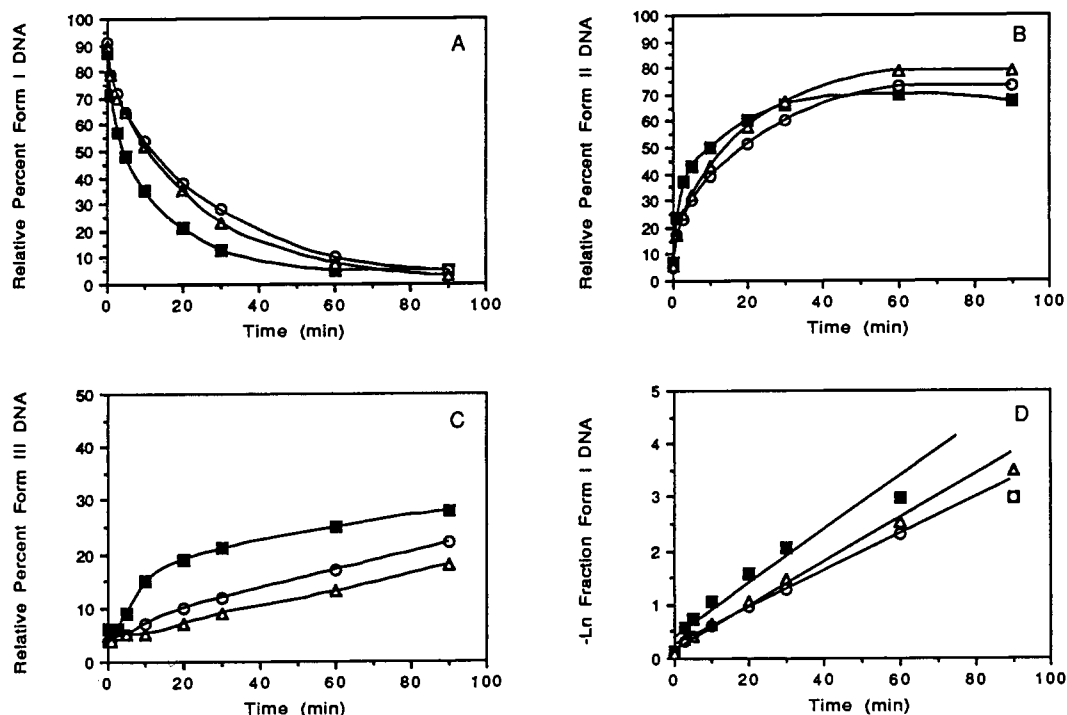 Relative Percent Form I DNA
100
90
80
70
60
50
40
30
20
10
0
A
0 20 40 60 80 100
Time (min)
Relative Percent Form II DNA
100
90
80
70
60
50
40
30
20
10
0
B
0 20 40 60 80 100
Time (min)
Relative Percent Form III DNA
50
40
30
20
10
0
C
0 20 40 60 80 100
Time (min)
-Ln Fraction Form I DNA
5
4
3
2
1
0
D
0 20 40 60 80 100
Time (min)